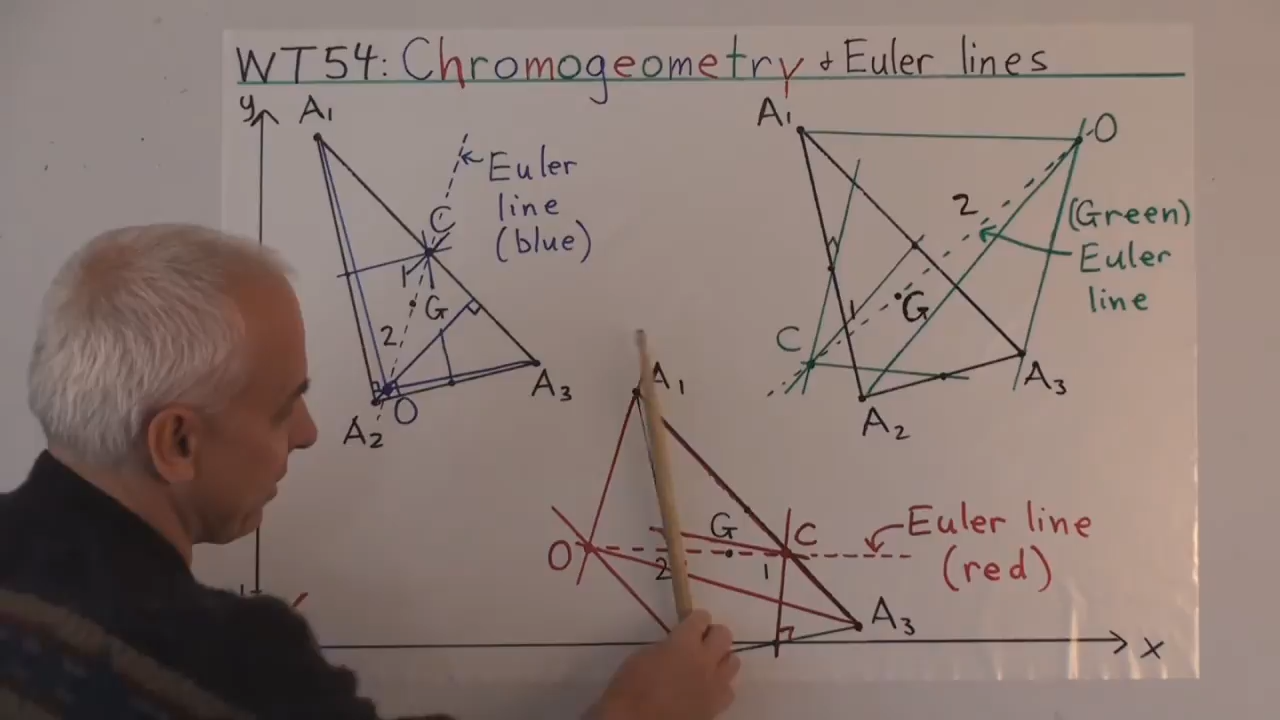 WT54: Chromogeometry & Euler lines
y
A1
Euler
line
(blue)
C
1
G
2
A3
A2
O
A1
O
2
(Green)
Euler
line
G
1
C
A3
A2
A1
G
C
Euler line
(red)
O
2
1
A3
x